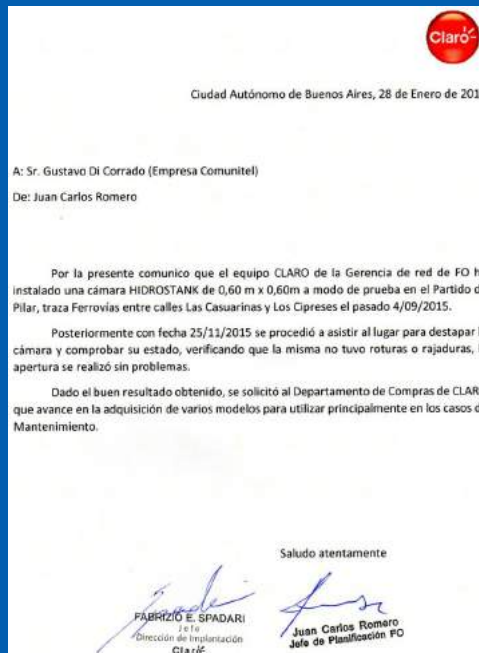 Claro
Ciudad Autónomo de Buenos Aires, 28 de Enero de 201
A: Sr. Gustavo Di Corrado (Empresa Comunitel)
De: Juan Carlos Romero
Por la presente comunico que el equipo CLARO de la Gerencia de red de FO h
instalado una cámara HIDROSTANK de 0,60 m x 0,60m a modo de prueba en el Partido d
Pilar, traza Ferrovías entre calles Las Casuarinas y Los Cipreses el pasado 4/09/2015.
Posteriormente con fecha 25/11/2015 se procedió a asistir al lugar para destapar l
cámara y comprobar su estado, verificando que la misma no tuvo roturas o rajaduras, l
apertura se realizó sin problemas.
Dado el buen resultado obtenido, se solicitó al Departamento de Compras de CLAR
que avance en la adquisición de varios modelos para utilizar principalmente en los casos d
Mantenimiento.
Saludo atentamente
FABRIZIO E. SPADARI
Jefe
Dirección de Implantación
Claro
Juan Carlos Romero
Jefe de Planificación FO